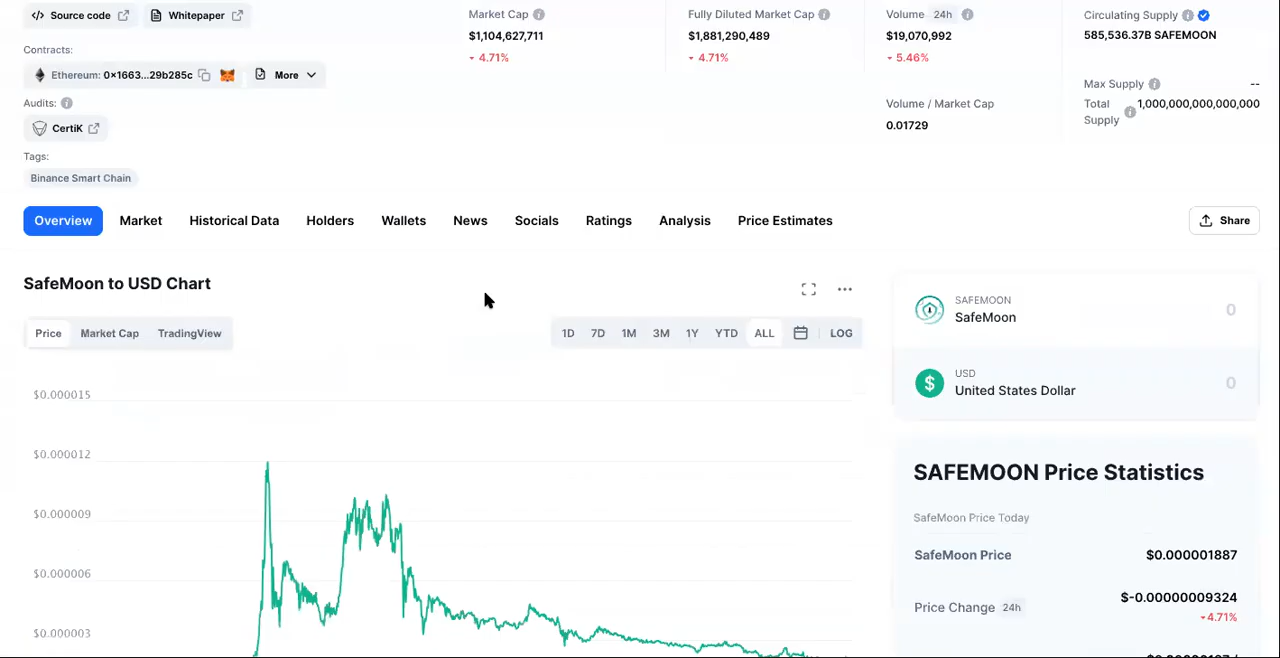 Source code
Whitepaper
Contracts:
Ethereum: 0x1663...29b285c
More
Audits:
CertiK
Tags:
Binance Smart Chain
Market Cap
$1,104,627,711
4.71%
Fully Diluted Market Cap
$1,881,290,489
4.71%
Volume 24h
$19,070,992
5.46%
Volume / Market Cap
0.01729
Circulating Supply
585,536.37B SAFEMOON
Max Supply --
Total Supply 1,000,000,000,000,000
Overview Market Historical Data Holders Wallets News Socials Ratings Analysis Price Estimates
Share
SafeMoon to USD Chart
Price Market Cap TradingView
1D 7D 1M 3M 1Y YTD ALL LOG
$0.000015
$0.000012
$0.000009
$0.000006
$0.000003
SAFEMOON
SafeMoon 0
USD
United States Dollar 0
SAFEMOON Price Statistics
SafeMoon Price Today
SafeMoon Price $0.000001887
Price Change 24h $-0.00000009324
4.71%